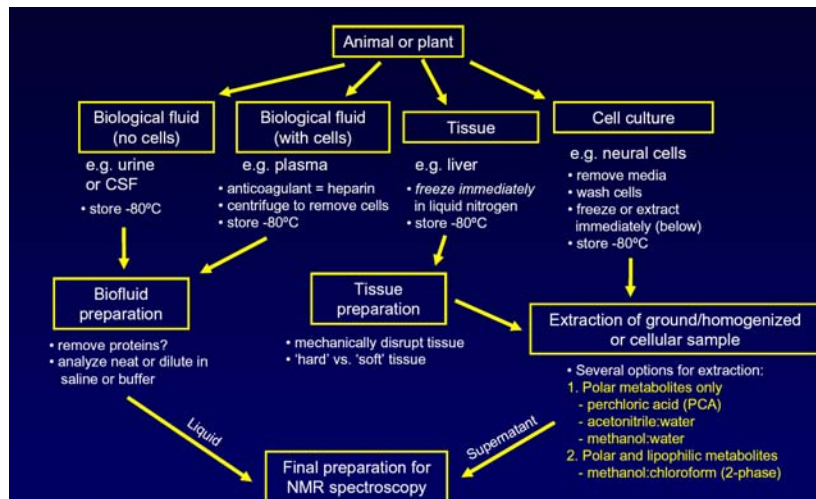 Animal or plant
Biological fluid
(no cells)
e.g. urine
or CSF
• store -80ºC
Biological fluid
(with cells)
e.g. plasma
• anticoagulant = heparin
• centrifuge to remove cells
• store -80ºC
Tissue
e.g. liver
• freeze immediately
in liquid nitrogen
• store -80ºC
Cell culture
e.g. neural cells
• remove media
• wash cells
• freeze or extract
immediately (below)
• store -80ºC
Biofluid
preparation
• remove proteins?
• analyze neat or dilute in
saline or buffer
Tissue
preparation
• mechanically disrupt tissue
• ‘hard’ vs. ‘soft’ tissue
Extraction of ground/homogenized
or cellular sample
• Several options for extraction:
1. Polar metabolites only
- perchloric acid (PCA)
- acetonitrile:water
- methanol:water
2. Polar and lipophilic metabolites
- methanol:chloroform (2-phase)
Liquid
Supernatant
Final preparation for
NMR spectroscopy